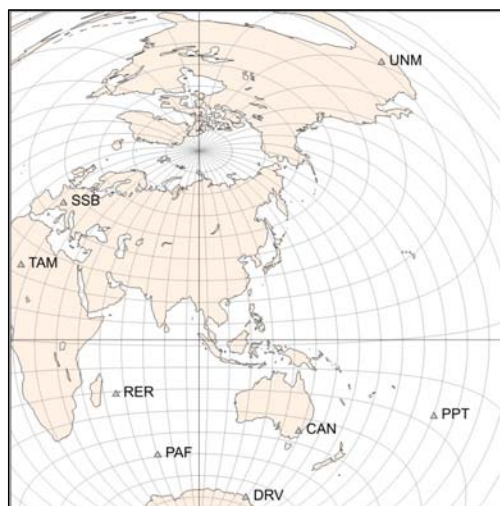 UNM
SSB
TAM
RER
PPT
CAN
PAF
DRV